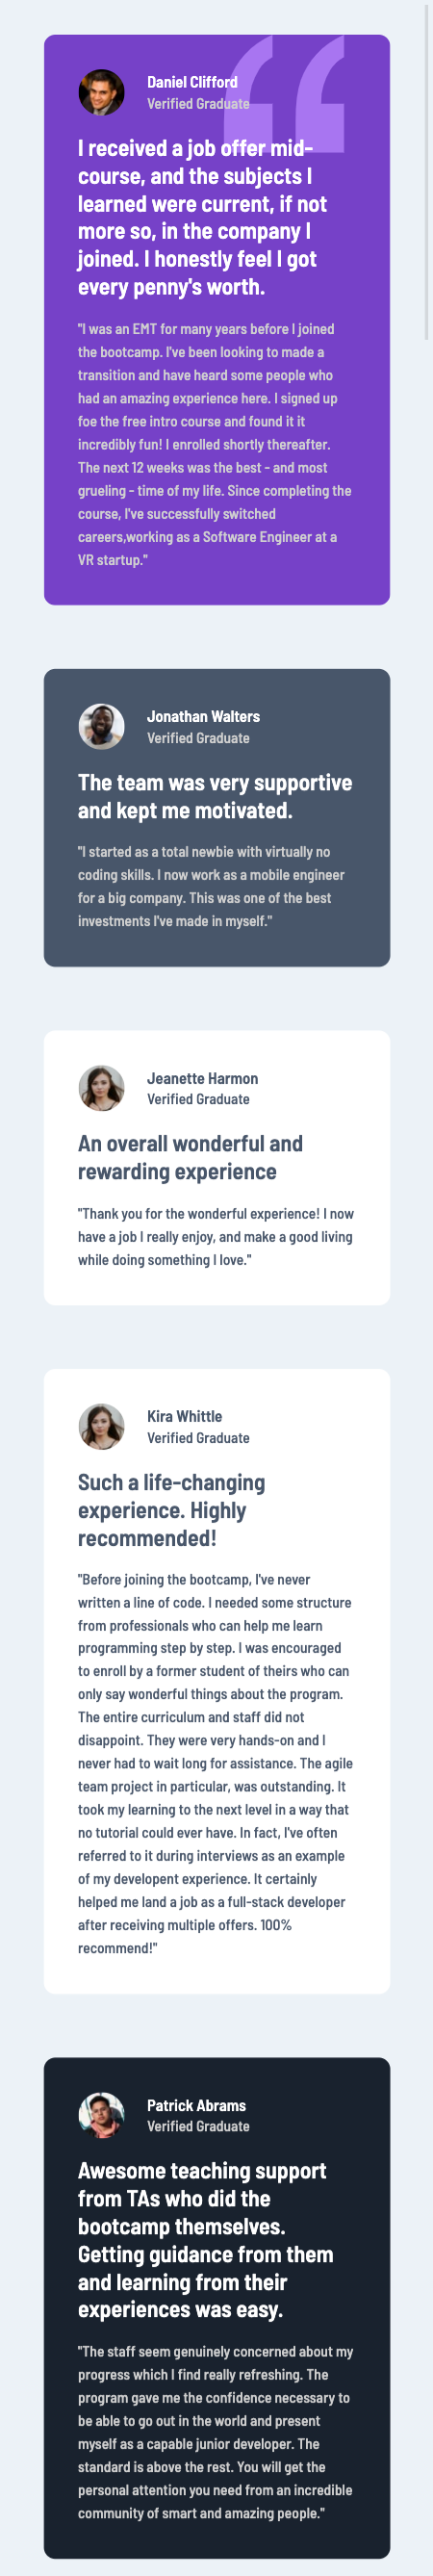 Daniel Clifford
Verified Graduate
I received a job offer mid-
course, and the subjects I
learned were current, if not
more so, in the company I
joined. I honestly feel I got
every penny's worth.
"I was an EMT for many years before I joined
the bootcamp. I've been looking to made a
transition and have heard some people who
had an amazing experience here. I signed up
foe the free intro course and found it it
incredibly fun! I enrolled shortly thereafter.
The next 12 weeks was the best - and most
grueling - time of my life. Since completing the
course, I've successfully switched
careers,working as a Software Engineer at a
VR startup."
Jonathan Walters
Verified Graduate
The team was very supportive
and kept me motivated.
"I started as a total newbie with virtually no
coding skills. I now work as a mobile engineer
for a big company. This was one of the best
investments I've made in myself."
Jeanette Harmon
Verified Graduate
An overall wonderful and
rewarding experience
"Thank you for the wonderful experience! I now
have a job I really enjoy, and make a good living
while doing something I love."
Kira Whittle
Verified Graduate
Such a life-changing
experience. Highly
recommended!
"Before joining the bootcamp, I've never
written a line of code. I needed some structure
from professionals who can help me learn
programming step by step. I was encouraged
to enroll by a former student of theirs who can
only say wonderful things about the program.
The entire curriculum and staff did not
disappoint. They were very hands-on and I
never had to wait long for assistance. The agile
team project in particular, was outstanding. It
took my learning to the next level in a way that
no tutorial could ever have. In fact, I've often
referred to it during interviews as an example
of my developent experience. It certainly
helped me land a job as a full-stack developer
after receiving multiple offers. 100%
recommend!"
Patrick Abrams
Verified Graduate
Awesome teaching support
from TAs who did the
bootcamp themselves.
Getting guidance from them
and learning from their
experiences was easy.
"The staff seem genuinely concerned about my
progress which I find really refreshing. The
program gave me the confidence necessary to
be able to go out in the world and present
myself as a capable junior developer. The
standard is above the rest. You will get the
personal attention you need from an incredible
community of smart and amazing people."